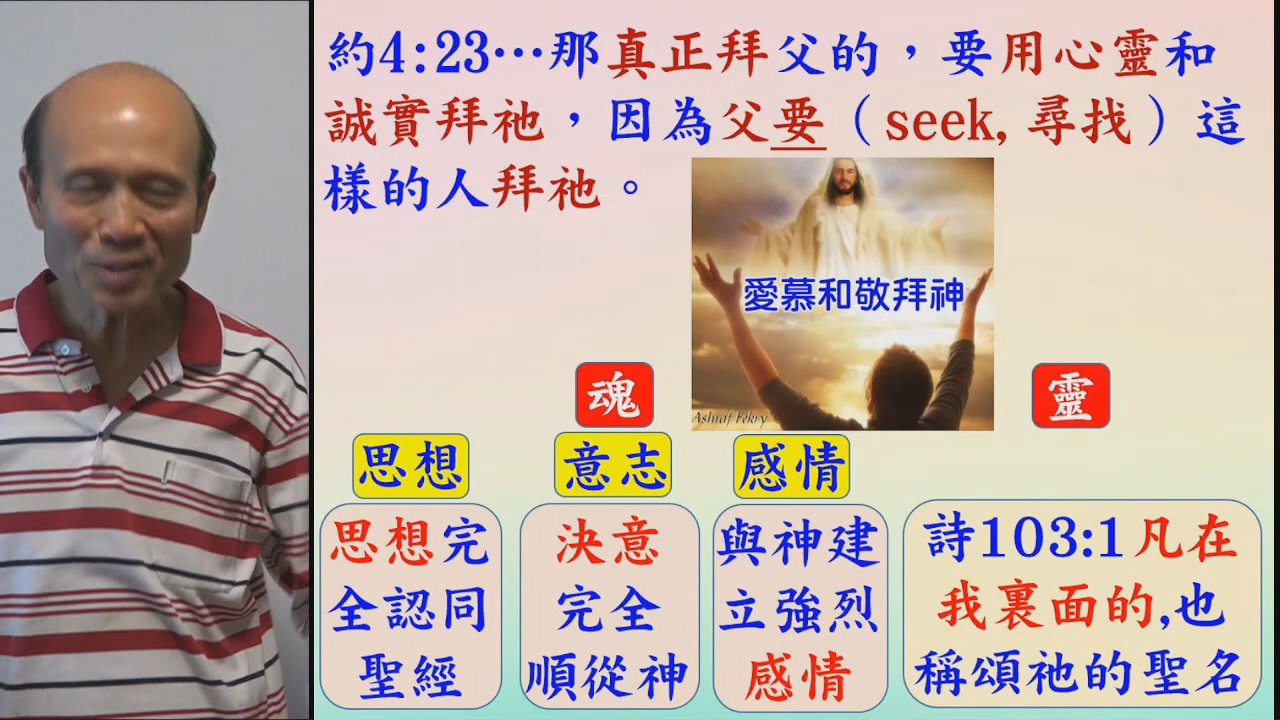 約4:23…那真正拜父的，要用心靈和
誠實拜祂，因為父要（seek,尋找）這
樣的人拜祂。
愛慕和敬拜神
Ashraf Fekry
魂
靈
思想
意志
感情
思想完
全認同
聖經
決意
完全
順從神
與神建
立強烈
感情
詩103:1凡在
我裏面的,也
稱頌祂的聖名